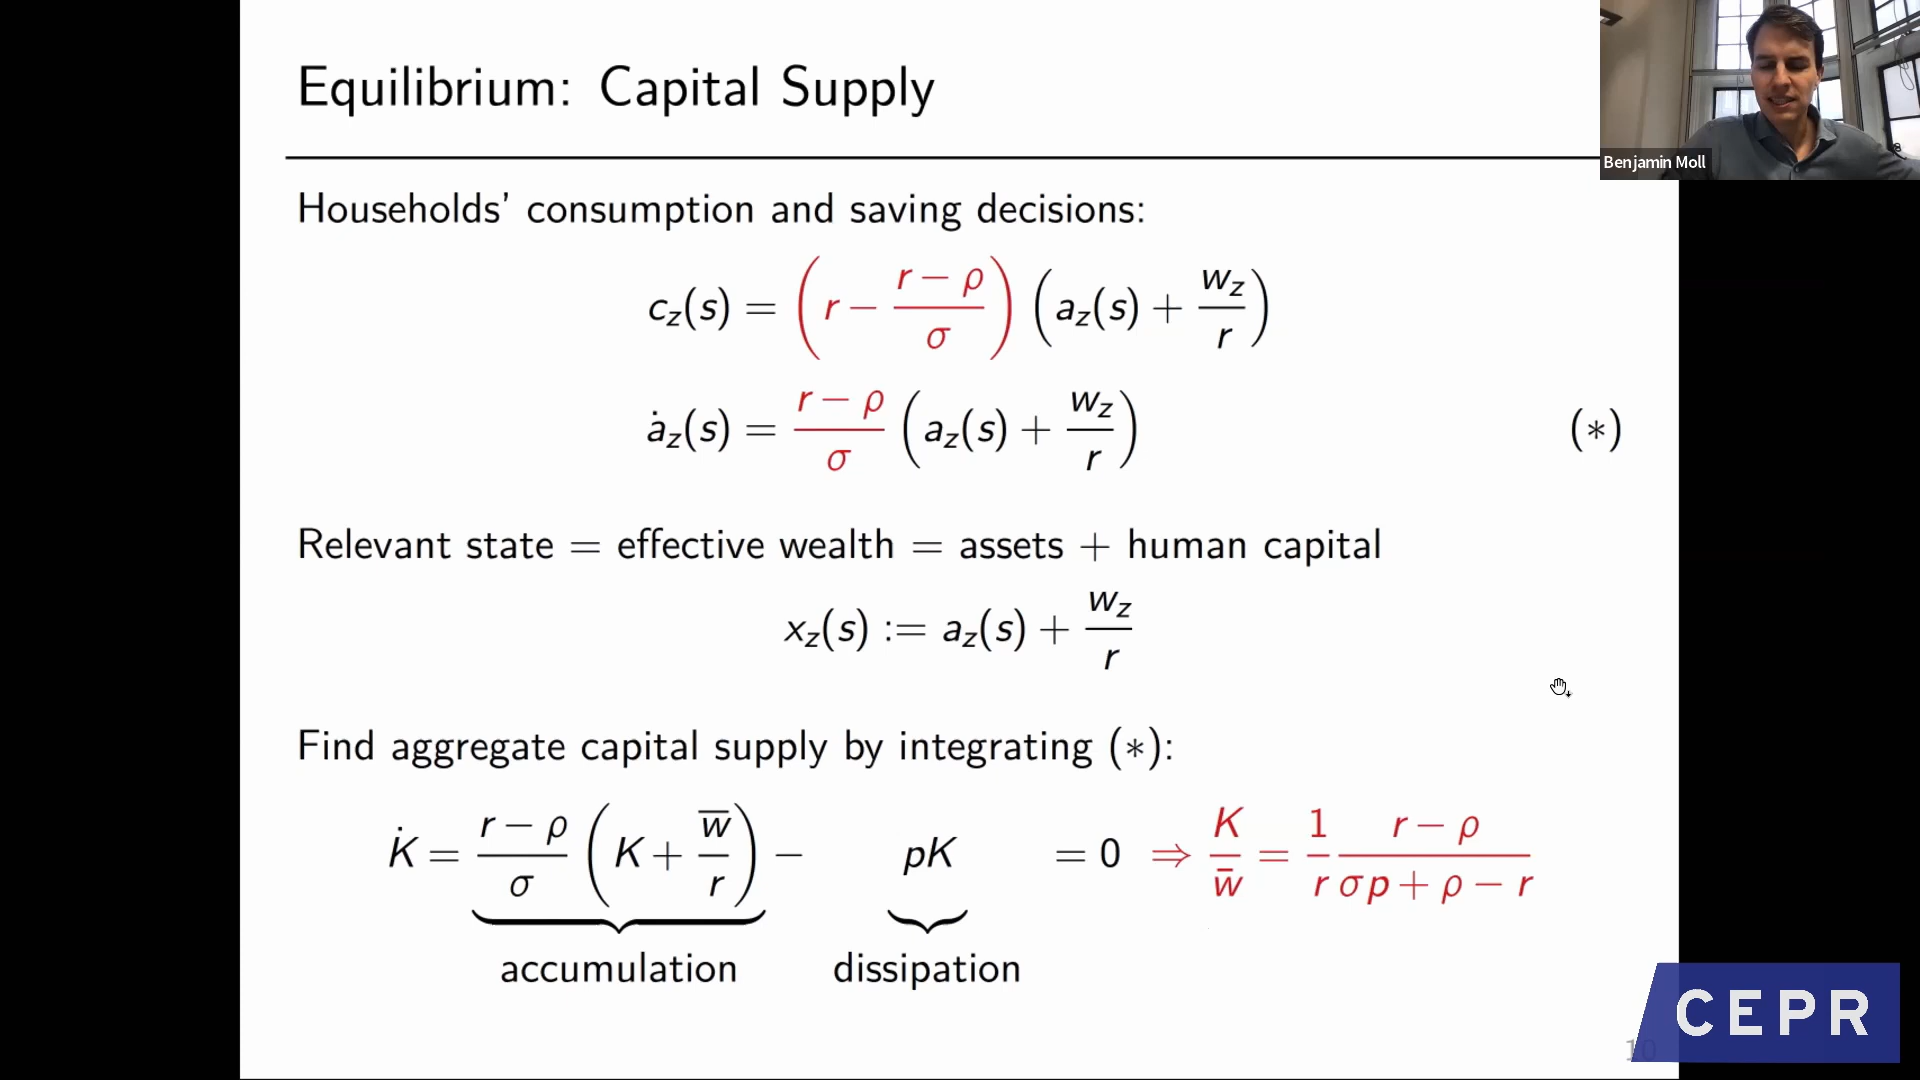 Equilibrium: Capital Supply
Benjamin Moll
Households' consumption and saving decisions:
c_z(s) = (r − (r − ρ)/σ) (a_z(s) + w_z/r)
ȧ_z(s) = (r − ρ)/σ (a_z(s) + w_z/r) (∗)
Relevant state = effective wealth = assets + human capital
x_z(s) := a_z(s) + w_z/r
Find aggregate capital supply by integrating (∗):
K̇ = (r − ρ)/σ (K + w̅/r) − pK = 0 ⇒ K/w̄ = 1/r (r − ρ)/(σp + ρ − r)
accumulation dissipation
CEPR
10